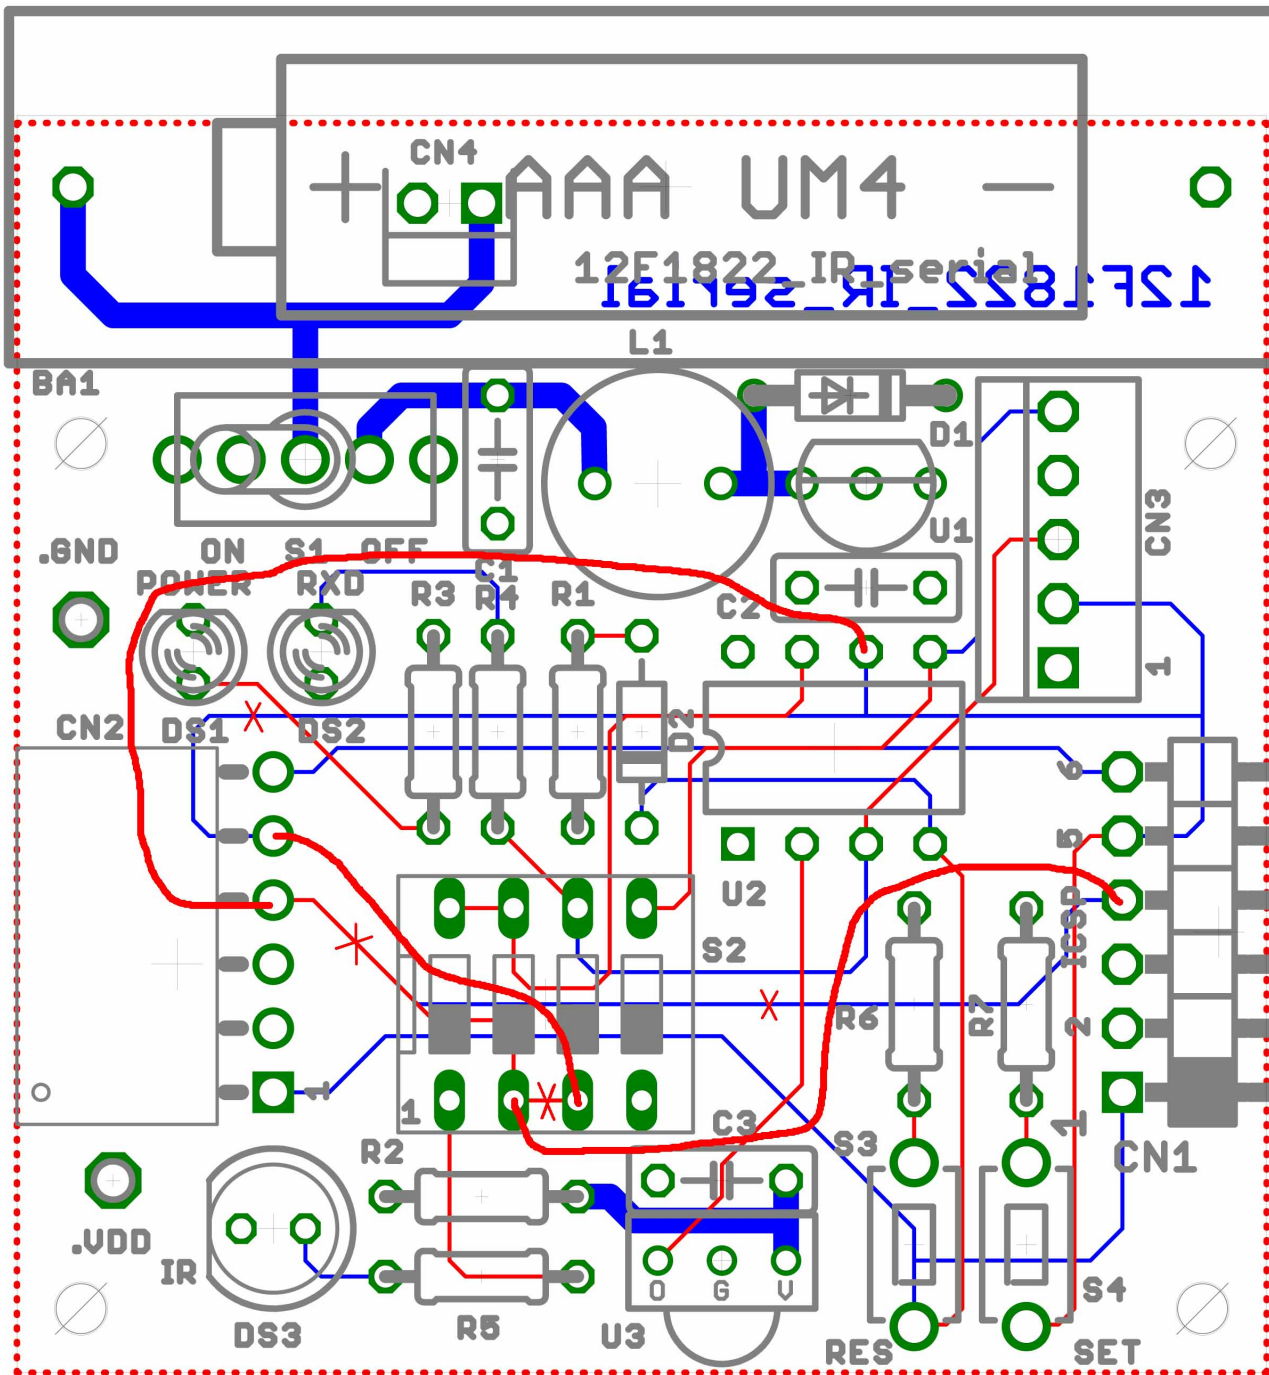 CN4
+ AAA UM4 -
12F1822_IR_serial
12F1822_IR_serial
L1
BA1
D1
ON S1 OFF
.GND
U1
CN3
POWER RXD
C1
R3 R4 R1
C2
1
CN2
DS1 DS2
D2
6
5
U2
ICSP
S2
R6
R7
2
1
1
1
C3
S3
R2
CN1
.VDD
IR
O G V
S4
DS3
R5
U3
RES
SET